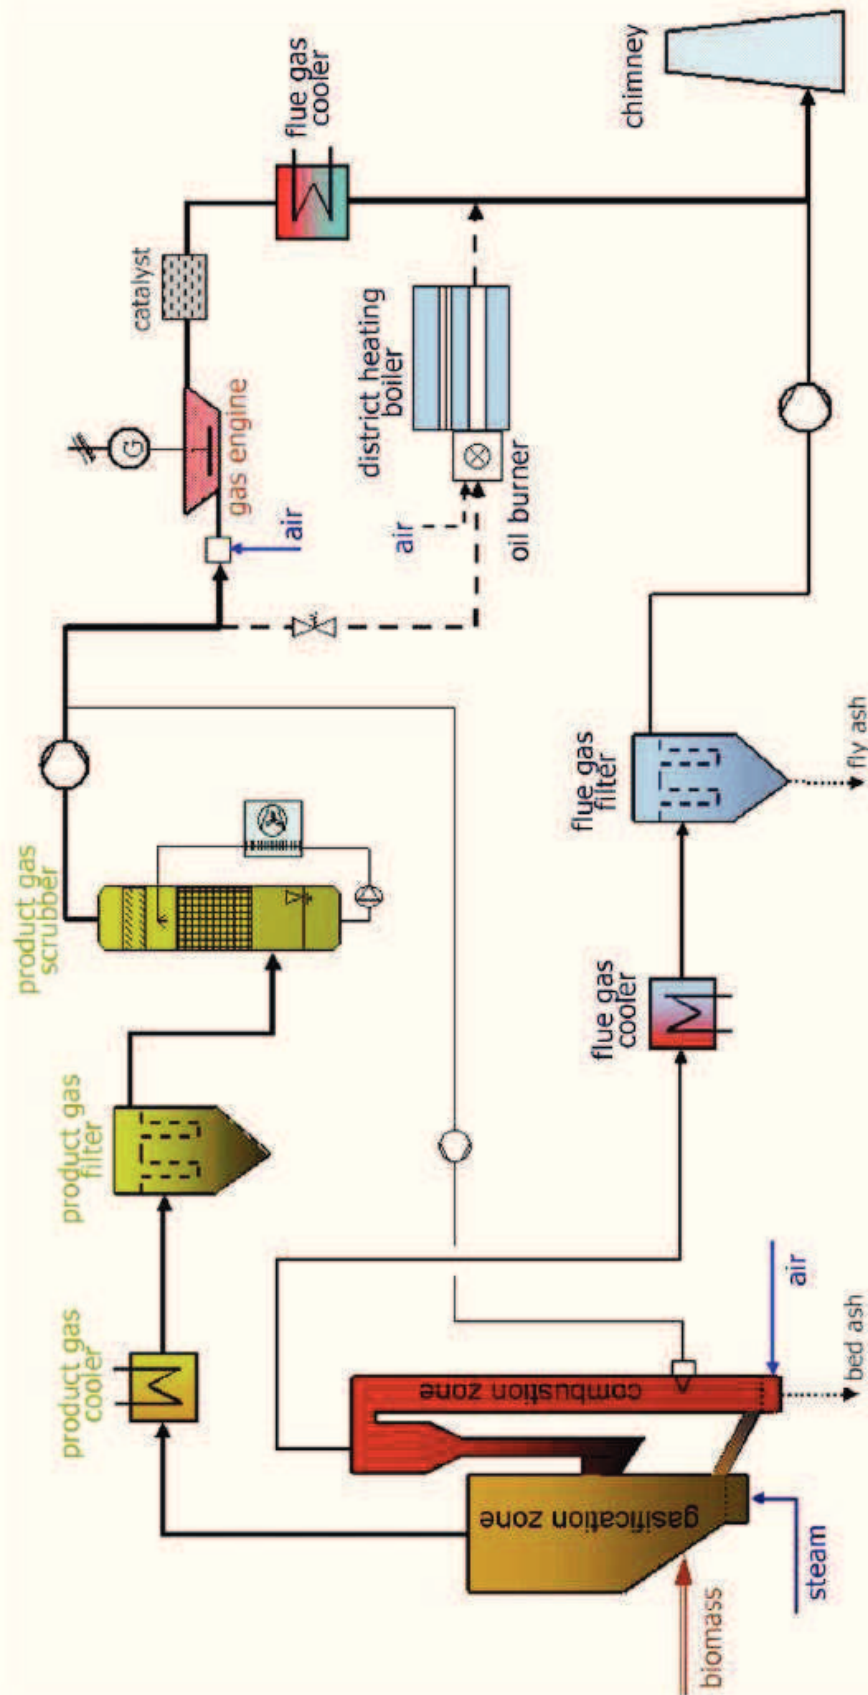 product gas
cooler
product gas
filter
product gas
scrubber
G
gas engine
catalyst
flue gas
cooler
air
air
district heating
boiler
oil burner
chimney
gasification zone
combustion zone
flue gas
cooler
flue gas
filter
biomass
steam
air
bed ash
fly ash